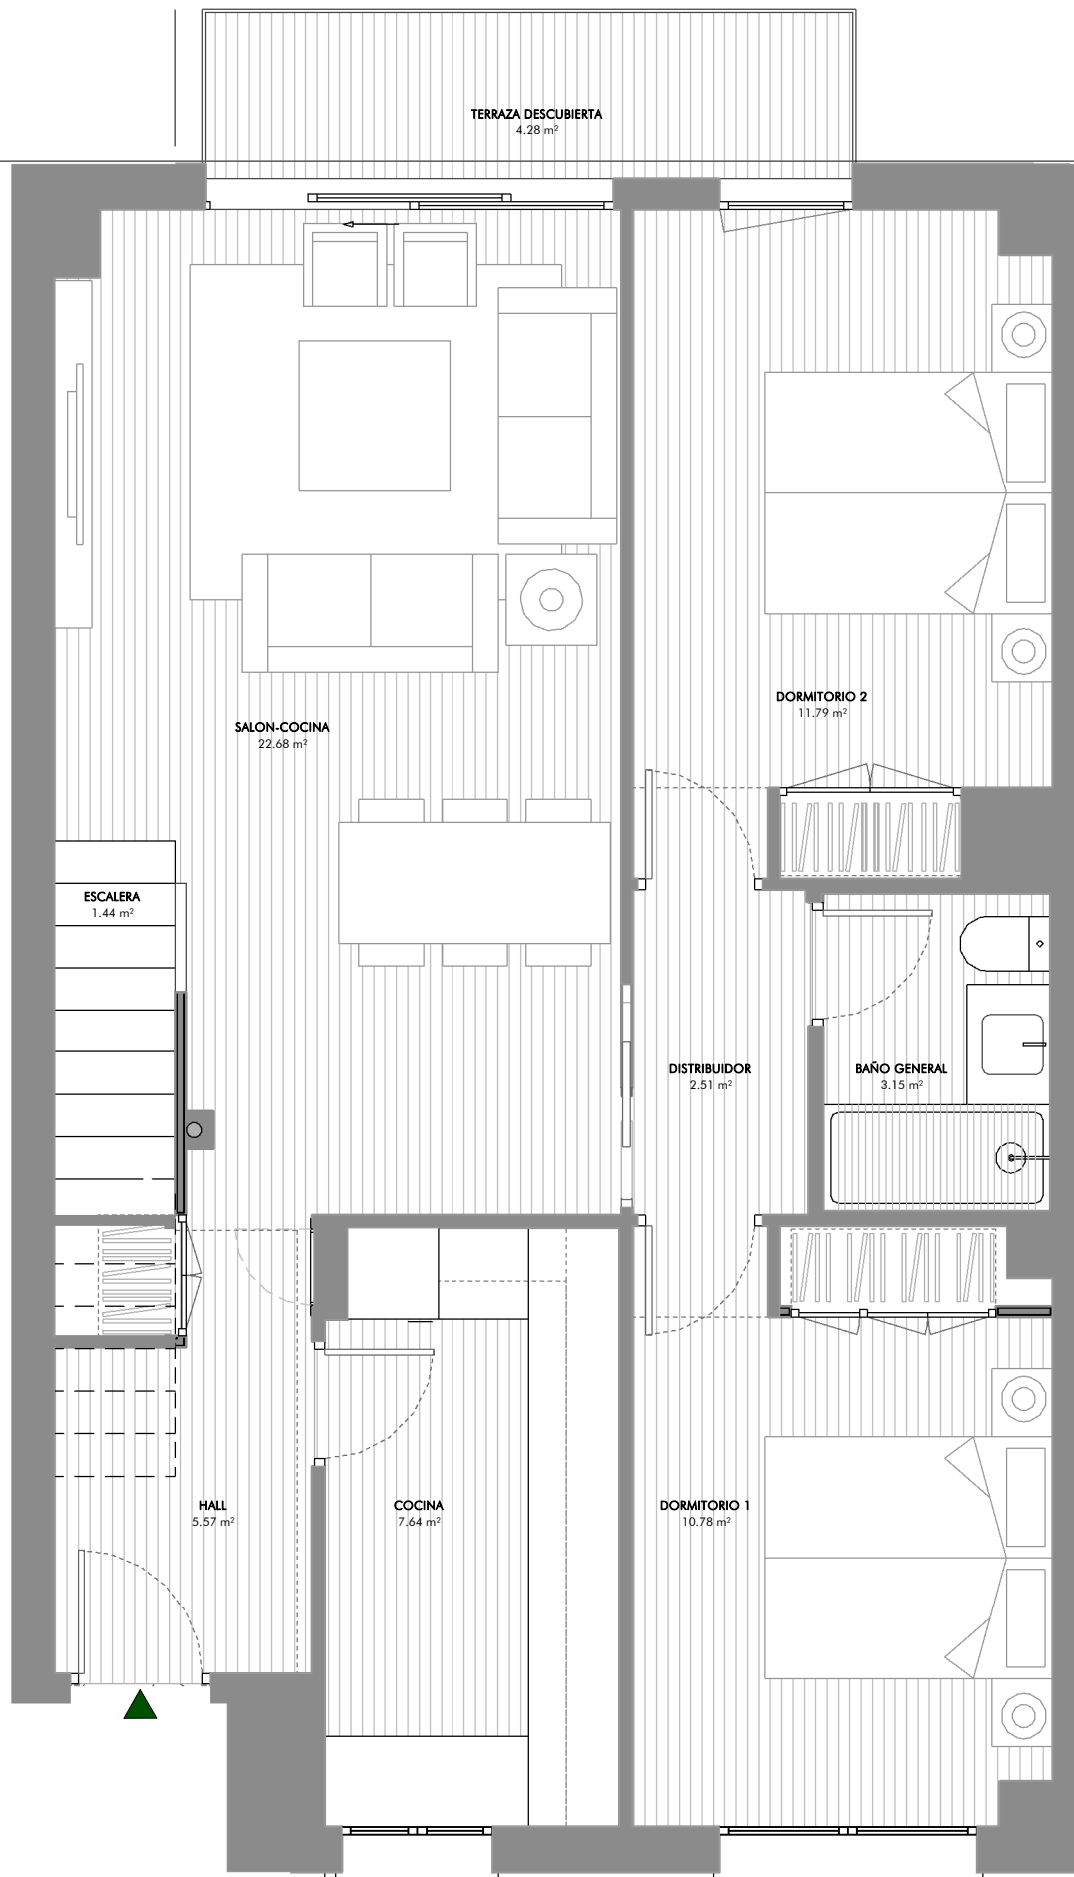 TERRAZA DESCUBIERTA
4.28 m²
DORMITORIO 2
11.79 m²
SALON-COCINA
22.68 m²
ESCALERA
1.44 m²
DISTRIBUIDOR
2.51 m²
BAÑO GENERAL
3.15 m²
HALL
5.57 m²
COCINA
7.64 m²
DORMITORIO 1
10.78 m²